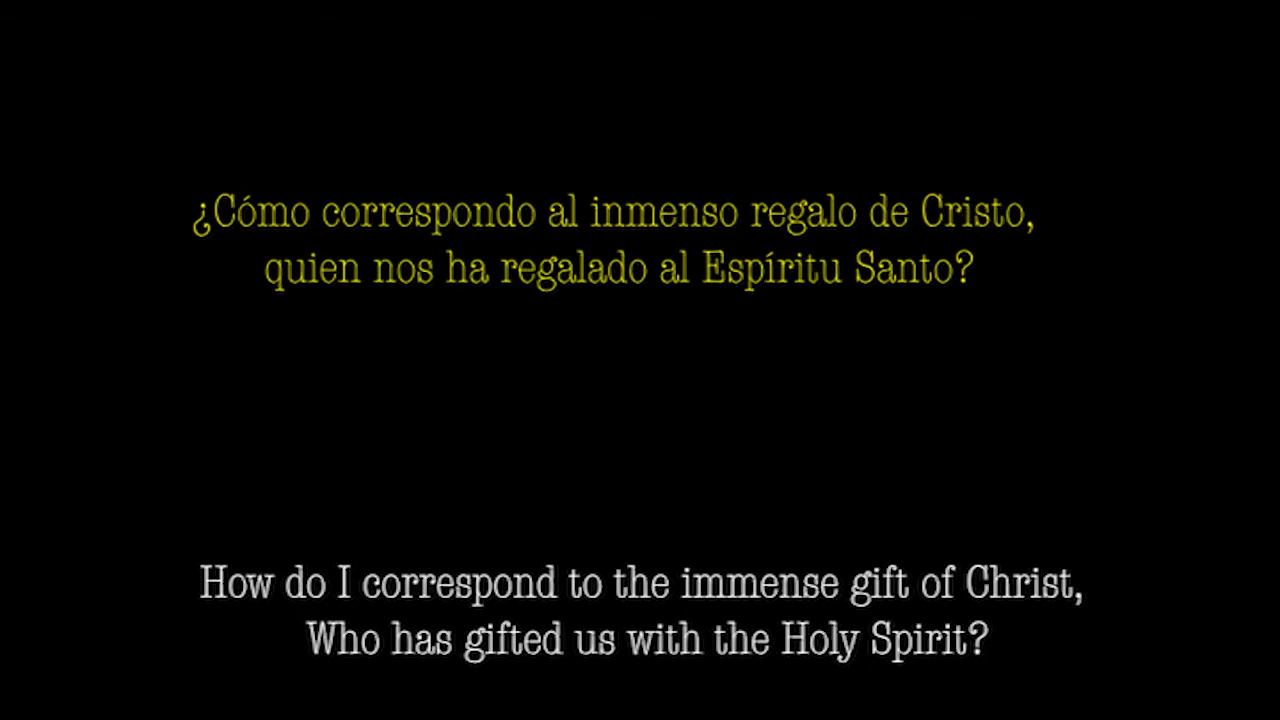 ¿Cómo correspondo al inmenso regalo de Cristo,
quien nos ha regalado al Espíritu Santo?
How do I correspond to the immense gift of Christ,
Who has gifted us with the Holy Spirit?